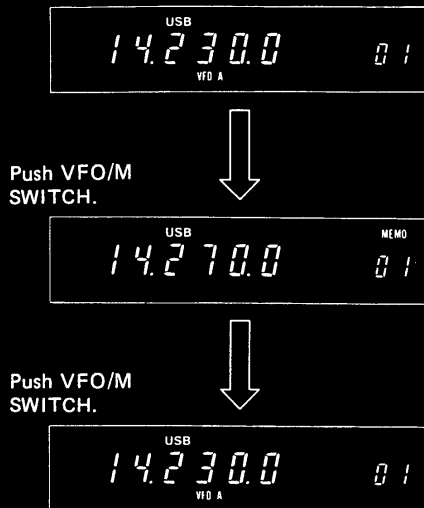 USB
14.230.0 01
VFO A
Push VFO/M
SWITCH.
USB MEMO
14.270.0 01
Push VFO/M
SWITCH.
USB
14.230.0 01
VFO A